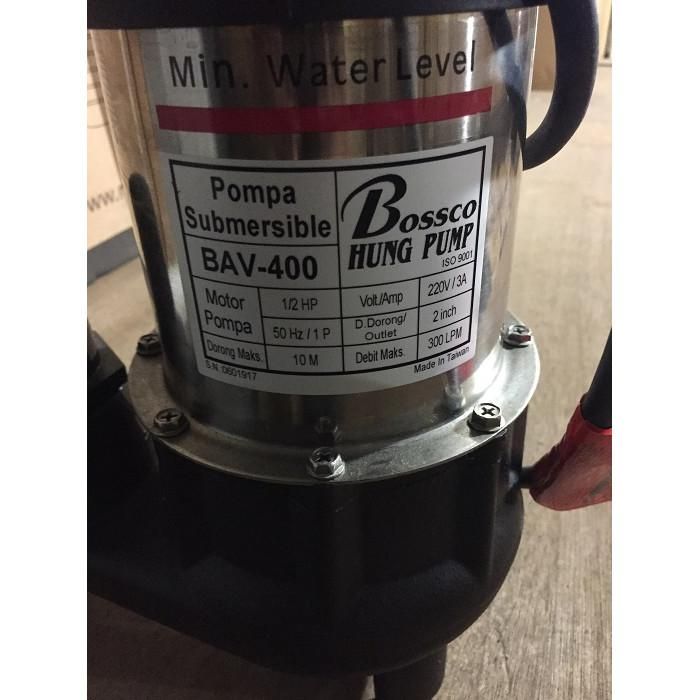 Min. Water Level
Pompa
Submersible
BAV-400
Bossco
HUNG PUMP
ISO 9001
Motor
Pompa
1/2 HP
50 Hz / 1 P
Volt./Amp
220V / 3A
D.Dorong/
Outlet
2 inch
Dorong Maks.
10 M
Debit Maks.
300 LPM
S.N.:0601917
Made In Taiwan